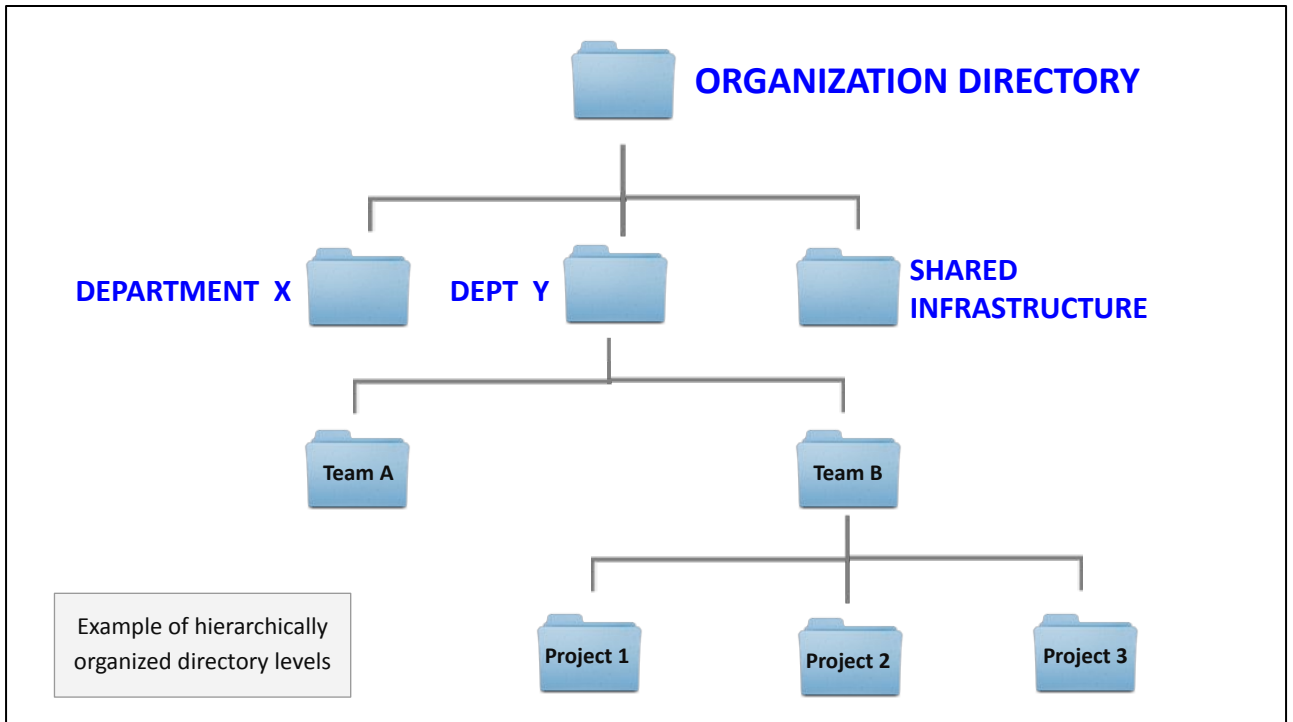 ORGANIZATION DIRECTORY
DEPARTMENT X
DEPT Y
SHARED
INFRASTRUCTURE
Team A
Team B
Project 1
Project 2
Project 3
Example of hierarchically
organized directory levels